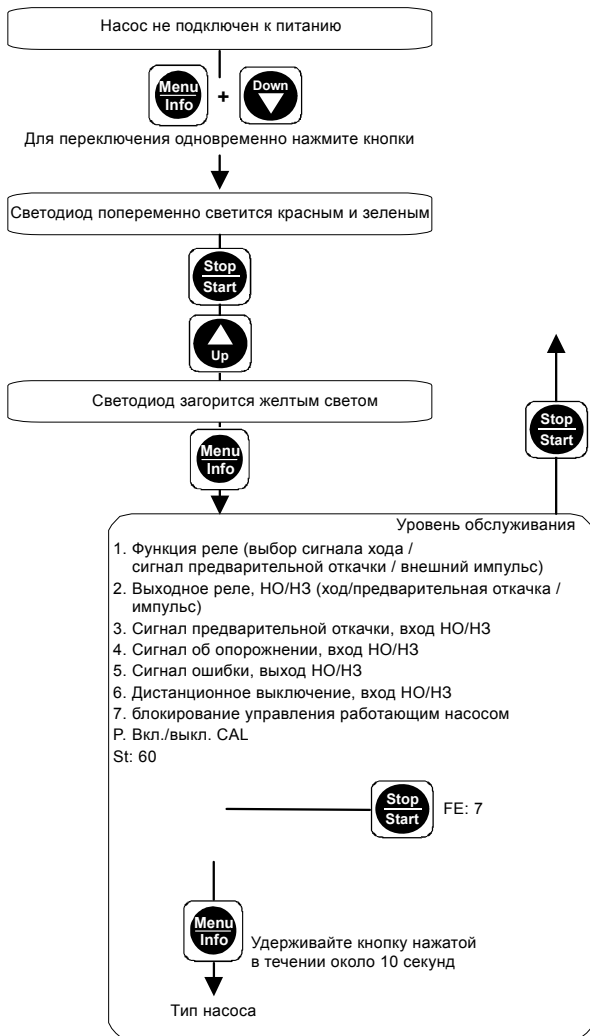 Насос не подключен к питанию
Menu
Info
+
Down
Для переключения одновременно нажмите кнопки
Светодиод попеременно светится красным и зеленым
Stop
Start
Up
Светодиод загорится желтым светом
Menu
Info
Stop
Start
Уровень обслуживания
1. Функция реле (выбор сигнала хода /
сигнал предварительной откачки / внешний импульс)
2. Выходное реле, НО/НЗ (ход/предварительная откачка /
импульс)
3. Сигнал предварительной откачки, вход НО/НЗ
4. Сигнал об опорожнении, вход НО/НЗ
5. Сигнал ошибки, выход НО/НЗ
6. Дистанционное выключение, вход НО/НЗ
7. блокирование управления работающим насосом
P. Вкл./выкл. CAL
St: 60
Stop
Start
FE: 7
Menu
Info
Удерживайте кнопку нажатой
в течении около 10 секунд
Тип насоса